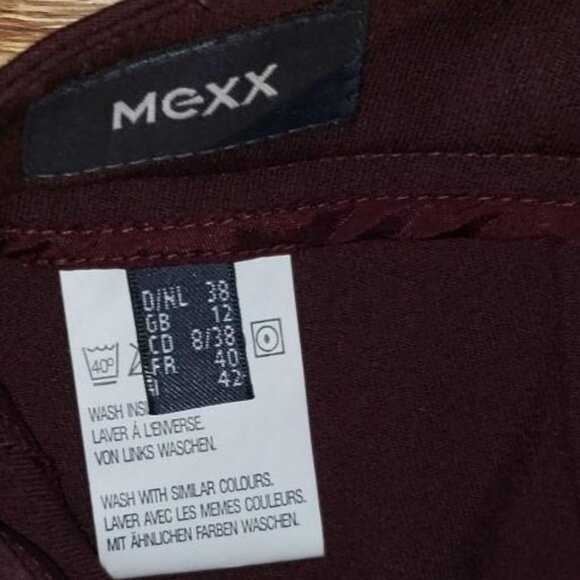 MEXX
D/NL 38
GB 12
CD 8/38
FR 40
I 42
40°
WASH INSI
LAVER À L'ENVERSE.
VON LINKS WASCHEN.
WASH WITH SIMILAR COLOURS.
LAVER AVEC LES MEMES COULEURS.
MIT ÄHNLICHEN FARBEN WASCHEN.